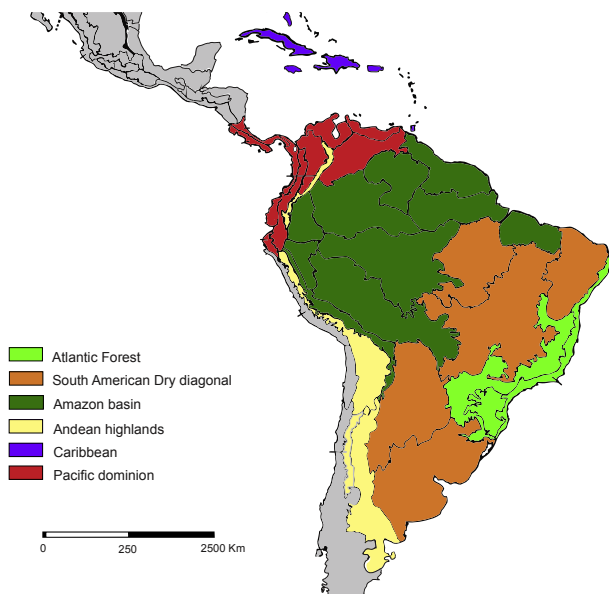 Atlantic Forest
South American Dry diagonal
Amazon basin
Andean highlands
Caribbean
Pacific dominion
0 250 2500 Km